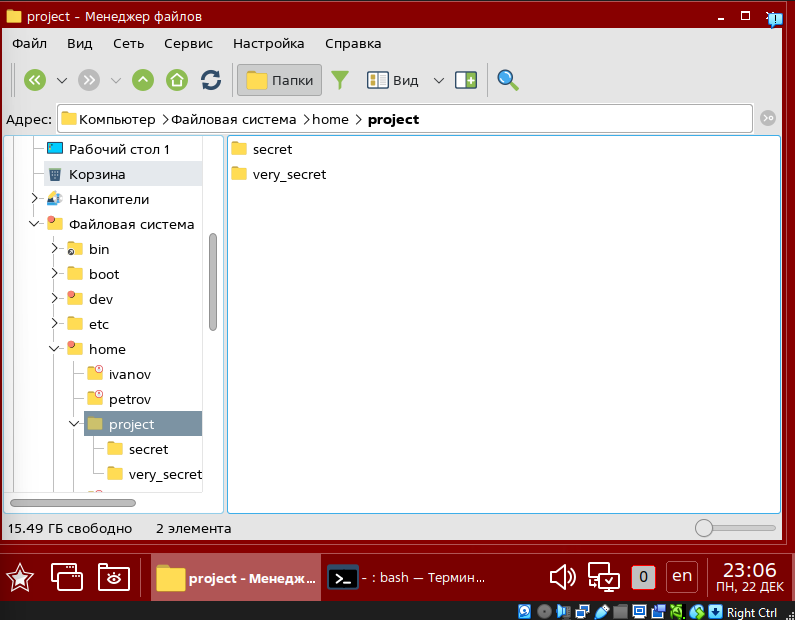 project – Менеджер файлов
Файл Вид Сеть Сервис Настройка Справка
Папки Вид
Адрес: Компьютер Файловая система home project
Рабочий стол 1
Корзина
Накопители
Файловая система
bin
boot
dev
etc
home
ivanov
petrov
project
secret
very_secret
secret
very_secret
15.49 ГБ свободно 2 элемента
project - Менедж... - : bash — Термин... 0 en 23:06
ПН, 22 ДЕК
Right Ctrl